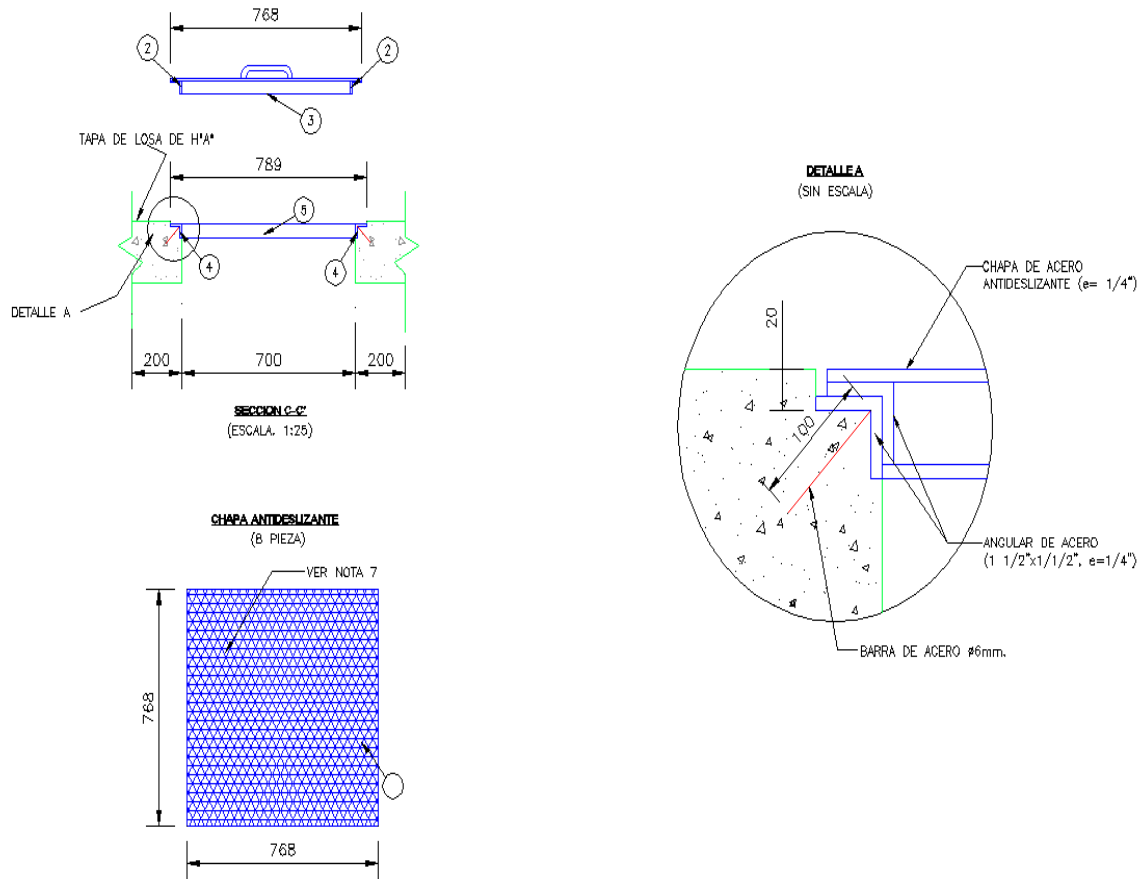 768
2
2
3
TAPA DE LOSA DE H°A°
789
5
4
4
DETALLE A
200
700
200
SECCION C-C'
(ESCALA. 1:25)
CHAPA ANTIDESLIZANTE
(8 PIEZA)
VER NOTA 7
768
768
DETALLE A
(SIN ESCALA)
CHAPA DE ACERO
ANTIDESLIZANTE (e= 1/4")
20
100
ANGULAR DE ACERO
(1 1/2"x1/1/2", e=1/4")
BARRA DE ACERO ø6mm.